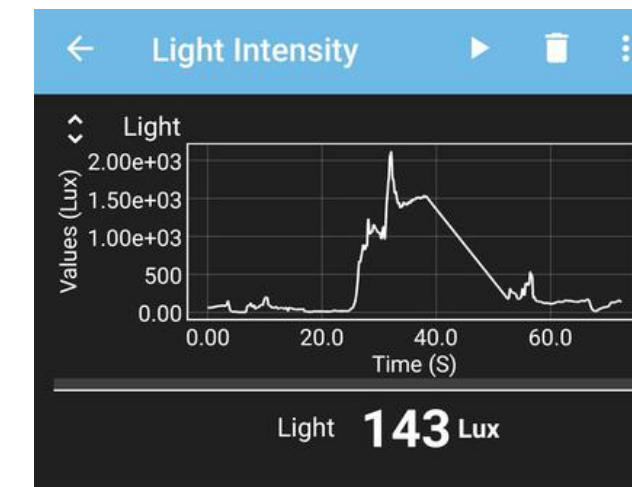 Light Intensity
Light
2.00e+03
1.50e+03
1.00e+03
500
0.00
Values (Lux)
0.00 20.0 40.0 60.0
Time (S)
Light 143 Lux